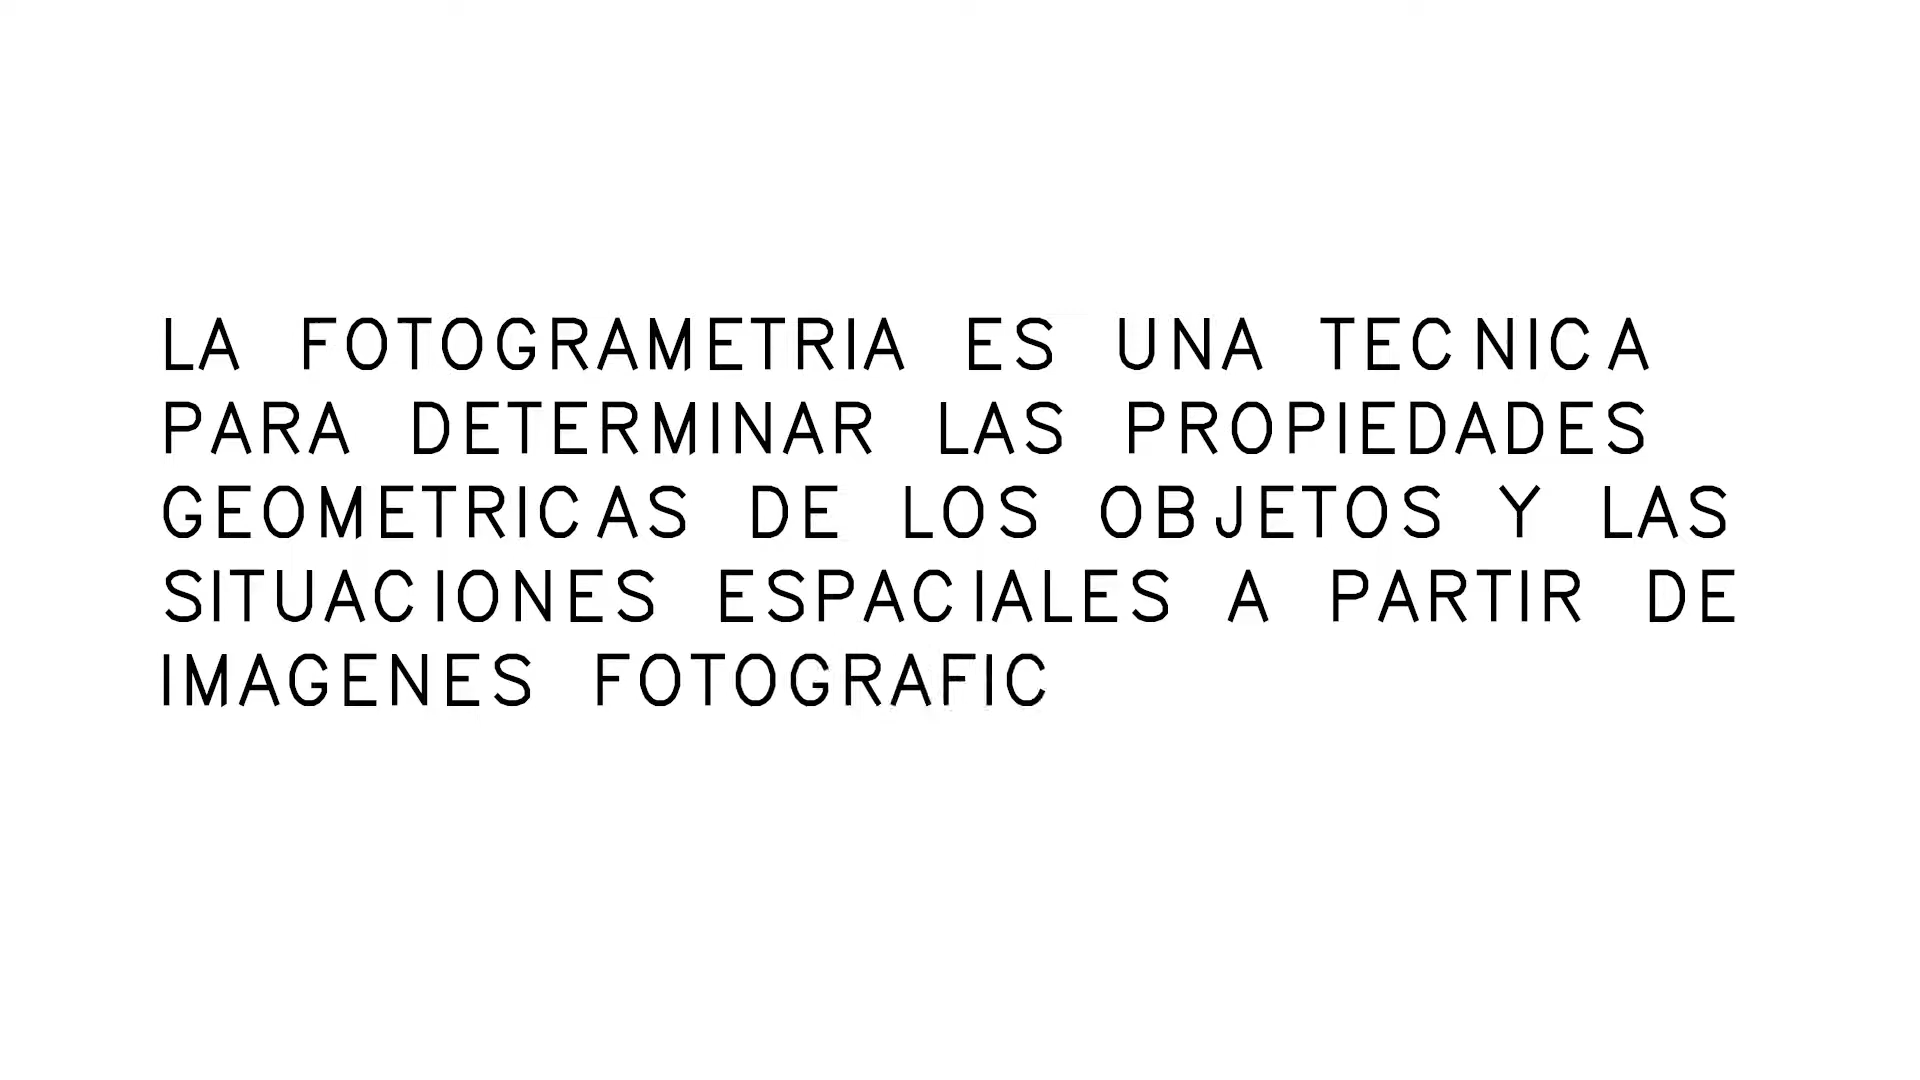 LA FOTOGRAMETRIA ES UNA TECNICA
PARA DETERMINAR LAS PROPIEDADES
GEOMETRICAS DE LOS OBJETOS Y LAS
SITUACIONES ESPACIALES A PARTIR DE
IMAGENES FOTOGRAFIC